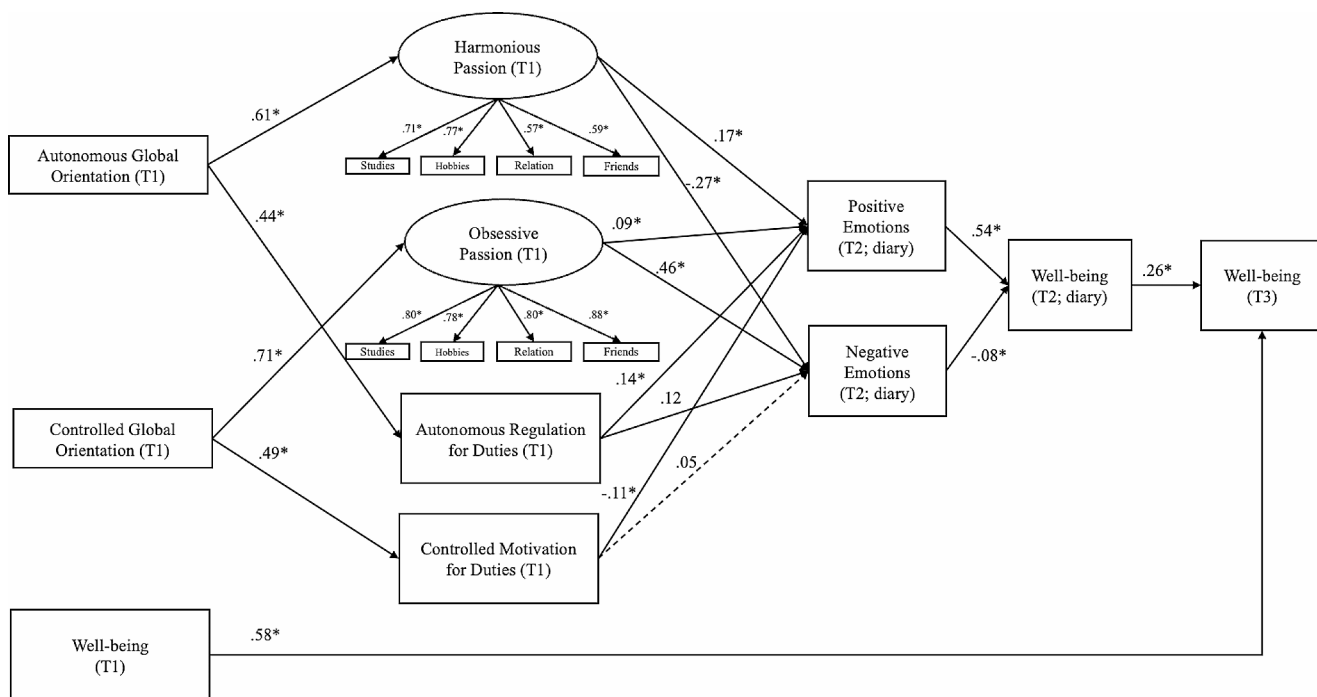 Harmonious
Passion (T1)
.61*
.71*
.77*
.57*
.59*
Studies
Hobbies
Relation
Friends
.17*
-.27*
Autonomous Global
Orientation (T1)
.44*
Obsessive
Passion (T1)
.09*
.46*
Positive
Emotions
(T2; diary)
.54*
Well-being
(T2; diary)
.26*
Well-being
(T3)
.80*
.78*
.80*
.88*
Studies
Hobbies
Relation
Friends
.71*
.14*
.12
Negative
Emotions
(T2; diary)
-.08*
Controlled Global
Orientation (T1)
.49*
Autonomous Regulation
for Duties (T1)
-.11*
.05
Controlled Motivation
for Duties (T1)
Well-being
(T1)
.58*